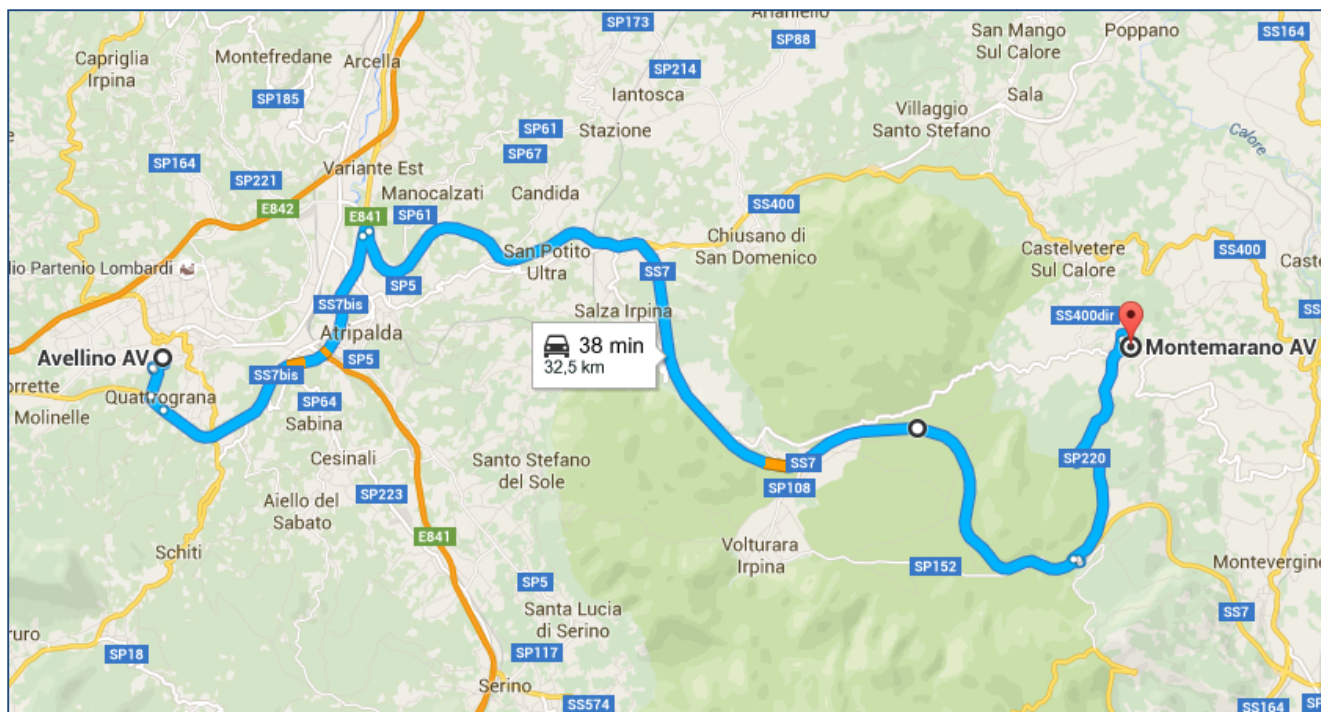 SP173
Ananiello
SP88
San Mango
Sul Calore
Poppano
SS164
Capriglia
Irpina
Montefredane
Arcella
SP214
Iantosca
SP185
Sala
Villaggio
Santo Stefano
Calore
SP61
Stazione
SP67
SP164
Variante Est
SP221
Manocalzati
Candida
E842
E841
SP61
SS400
Chiusano di
San Domenico
Castelvetere
Sul Calore
SS400
San Potito
Ultra
lio Partenio Lombardi
SP5
SS7
SS7bis
Salza Irpina
SS400dir
Atripalda
38 min
32,5 km
Avellino AV
SP5
Montemarano AV
SS7bis
Quattrograna
Molinelle
SP64
Sabina
Cesinali
Santo Stefano
del Sole
SS7
SP108
SP220
SP223
Aiello del
Sabato
E841
Schiti
Volturara
Irpina
SP152
Montevergine
SP5
Santa Lucia
di Serino
SS7
SP18
SP117
Serino
SS574
SS164